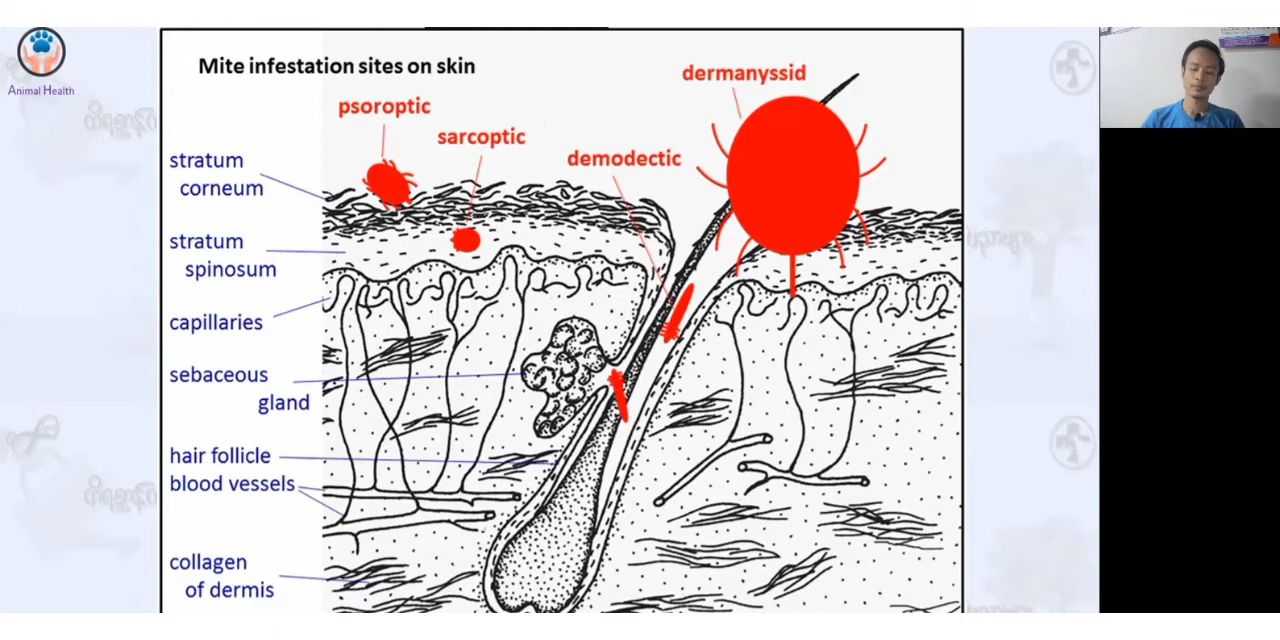 Animal Health
Mite infestation sites on skin
psoroptic
sarcoptic
demodectic
dermanyssid
stratum
corneum
stratum
spinosum
capillaries
sebaceous
gland
hair follicle
blood vessels
collagen
of dermis